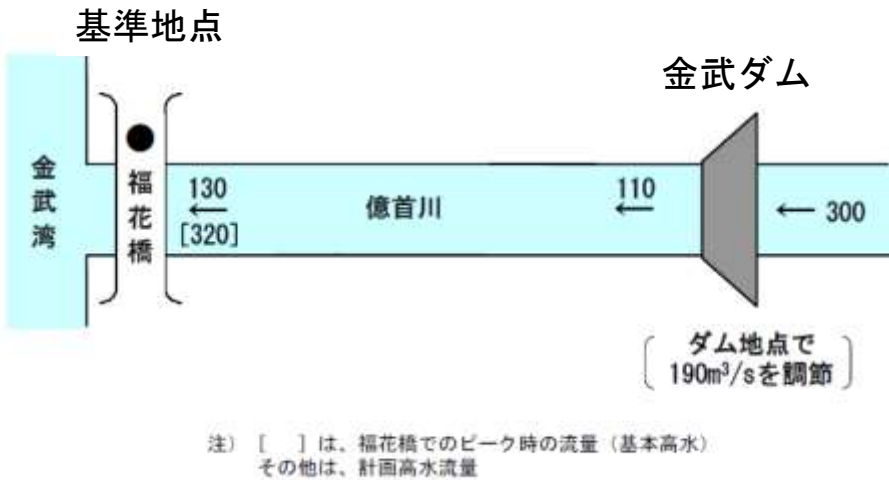 基準地点
金武ダム
金武湾
福花橋
130
←
[320]
億首川
110
←
← 300
ダム地点で
190m³/sを調節
注） [　] は、福花橋でのピーク時の流量（基本高水）
その他は、計画高水流量